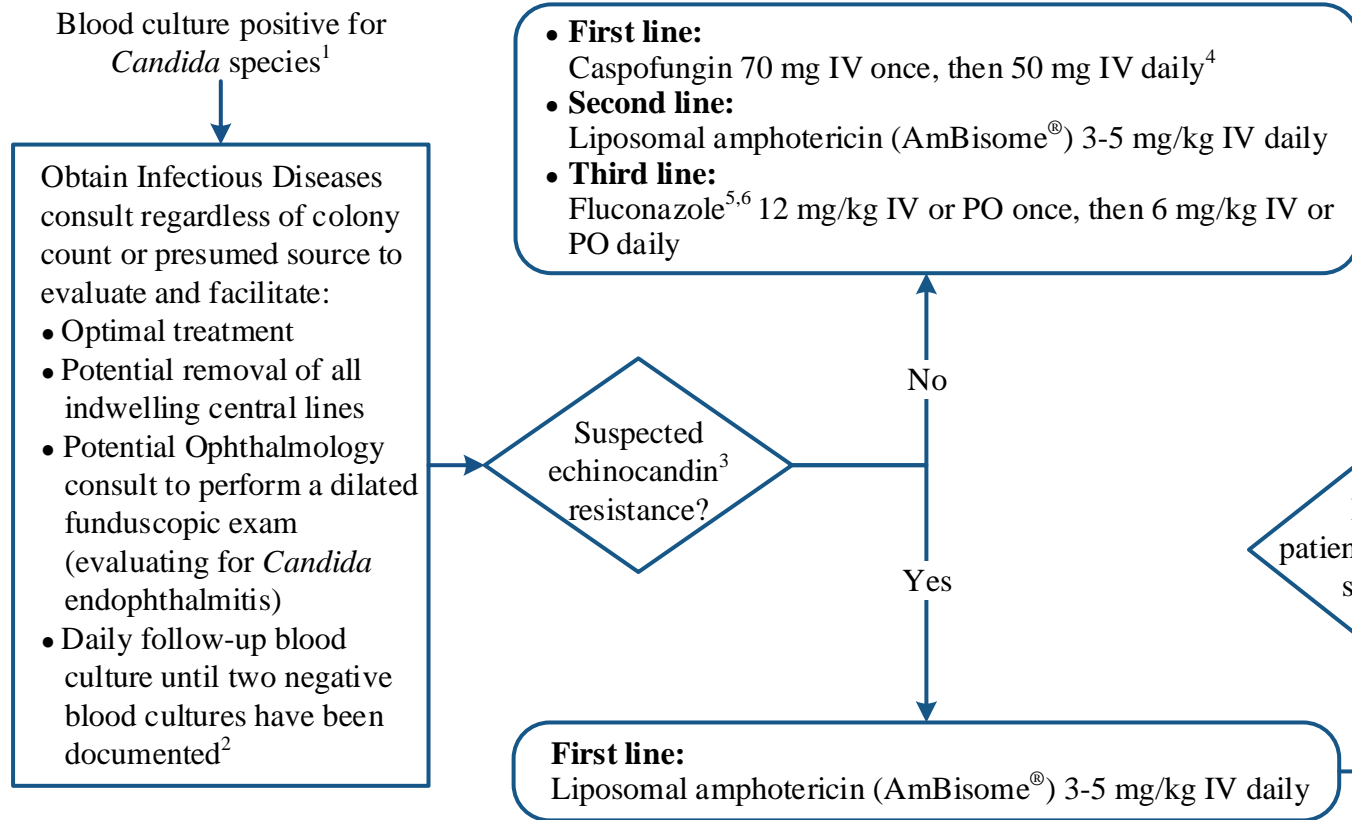 Blood culture positive for
Candida species¹
Obtain Infectious Diseases
consult regardless of colony
count or presumed source to
evaluate and facilitate:
• Optimal treatment
• Potential removal of all
indwelling central lines
• Potential Ophthalmology
consult to perform a dilated
funduscopic exam
(evaluating for Candida
endophthalmitis)
• Daily follow-up blood
culture until two negative
blood cultures have been
documented²
Suspected
echinocandin³
resistance?
No
Yes
• First line:
Caspofungin 70 mg IV once, then 50 mg IV daily⁴
• Second line:
Liposomal amphotericin (AmBisome®) 3-5 mg/kg IV daily
• Third line:
Fluconazole⁵,⁶ 12 mg/kg IV or PO once, then 6 mg/kg IV or
PO daily
First line:
Liposomal amphotericin (AmBisome®) 3-5 mg/kg IV daily